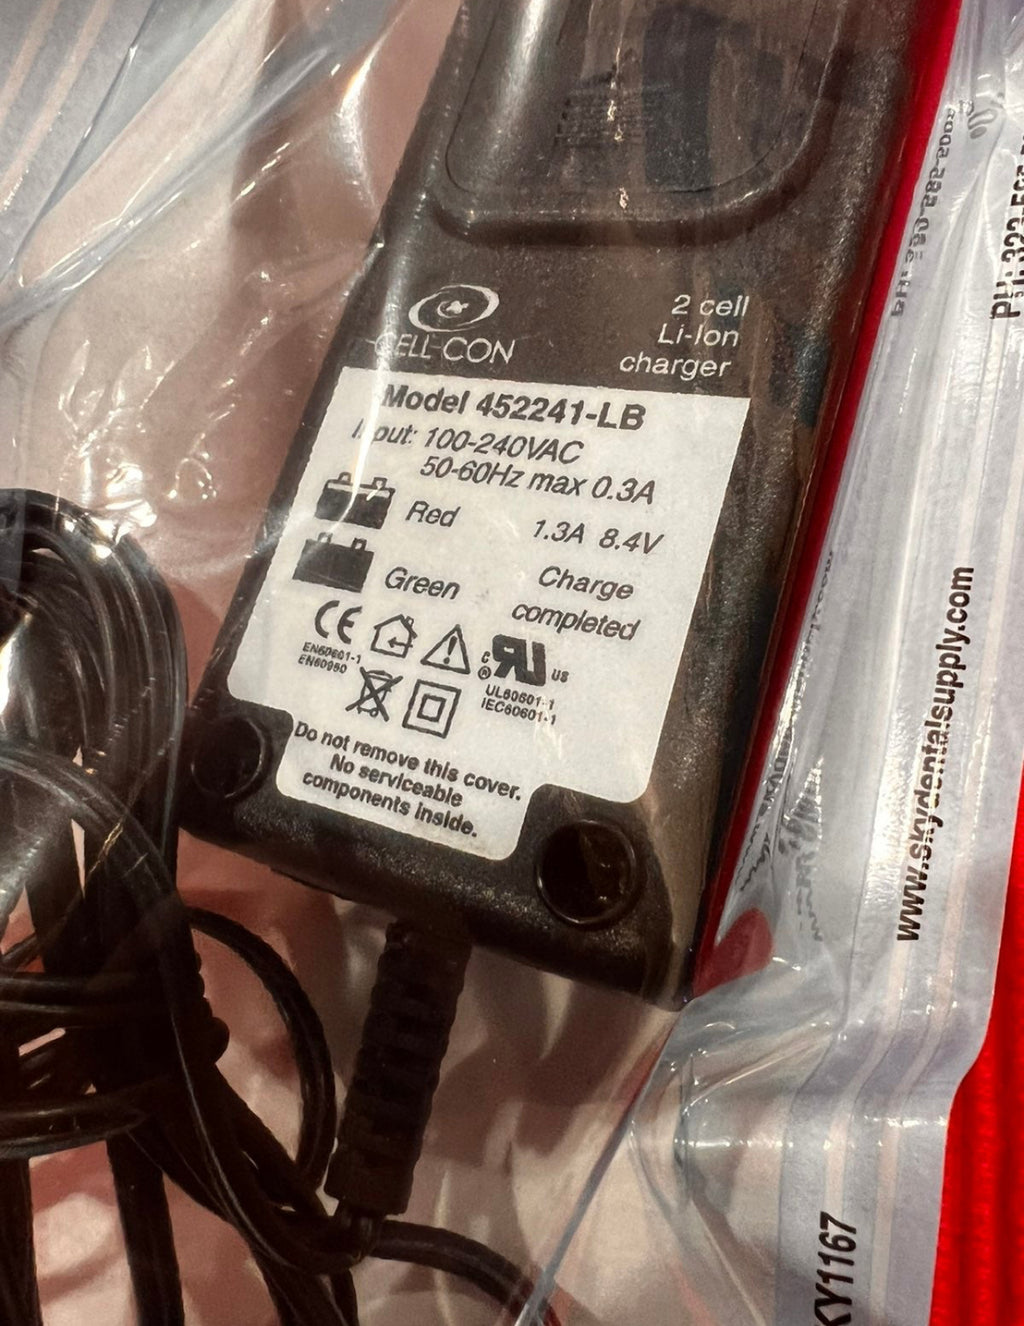 CELL-CON
2 cell
Li-Ion
charger
Model 452241-LB
Input: 100-240VAC
50-60Hz max 0.3A
Red 1.3A 8.4V
Green Charge
completed
CE
EN60601-1
EN60950
c RU us
®
UL60601-1
IEC60601-1
Do not remove this cover.
No serviceable
components inside.
www.skydentalsupply.com
KY1167